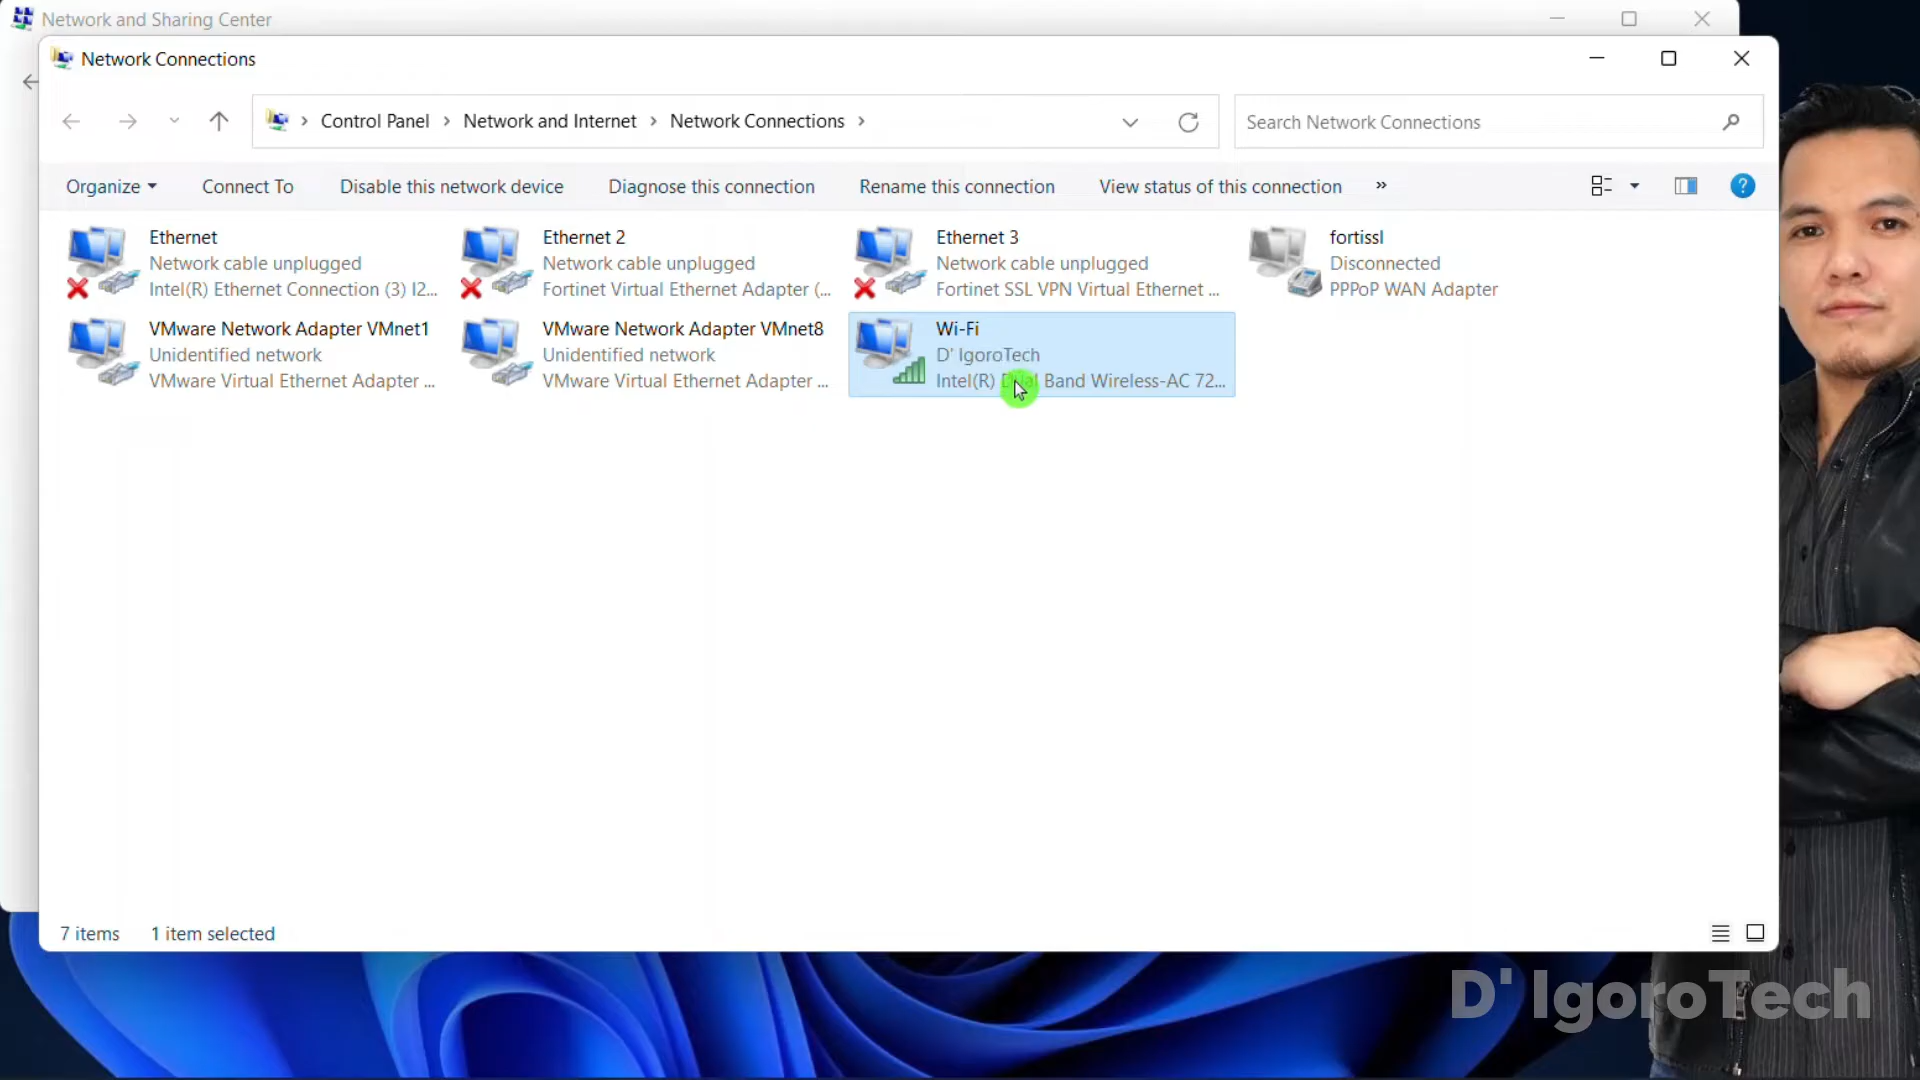 Network and Sharing Center
Network Connections
Control Panel > Network and Internet > Network Connections >
Search Network Connections
Organize
Connect To
Disable this network device
Diagnose this connection
Rename this connection
View status of this connection
»
?
Ethernet
Network cable unplugged
Intel(R) Ethernet Connection (3) I2...
Ethernet 2
Network cable unplugged
Fortinet Virtual Ethernet Adapter (...
Ethernet 3
Network cable unplugged
Fortinet SSL VPN Virtual Ethernet ...
fortissl
Disconnected
PPPoP WAN Adapter
VMware Network Adapter VMnet1
Unidentified network
VMware Virtual Ethernet Adapter ...
VMware Network Adapter VMnet8
Unidentified network
VMware Virtual Ethernet Adapter ...
Wi-Fi
D' IgoroTech
Intel(R) Dual Band Wireless-AC 72...
7 items
1 item selected
D' IgoroTech